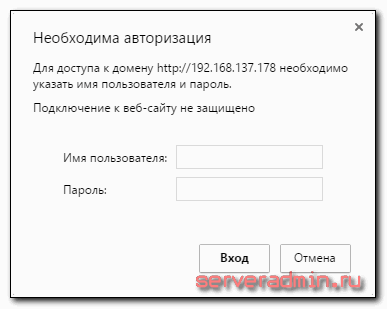 Необходима авторизация
Для доступа к домену http://192.168.137.178 необходимо
указать имя пользователя и пароль.
Подключение к веб-сайту не защищено
Имя пользователя:
Пароль:
Вход
Отмена
serveradmin.ru